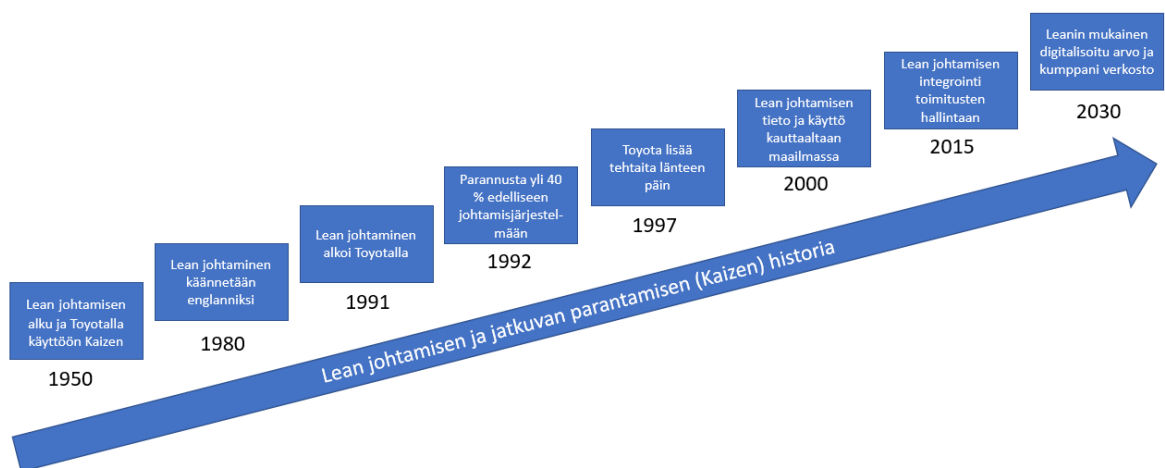 Lean johtamisen
alku ja Toyotalla
käyttöön Kaizen
1950
Lean johtaminen
käännetään
englanniksi
1980
Lean johtaminen
alkoi Toyotalla
1991
Parannusta yli 40
% edelliseen
johtamisjärjestel-
mään
1992
Toyota lisää
tehtaita länteen
päin
1997
Lean johtamisen
tieto ja käyttö
kauttaaltaan
maailmassa
2000
Lean johtamisen
integrointi
toimitusten
hallintaan
2015
Leanin mukainen
digitalisoitu arvo ja
kumppani verkosto
2030
Lean johtamisen ja jatkuvan parantamisen (Kaizen) historia